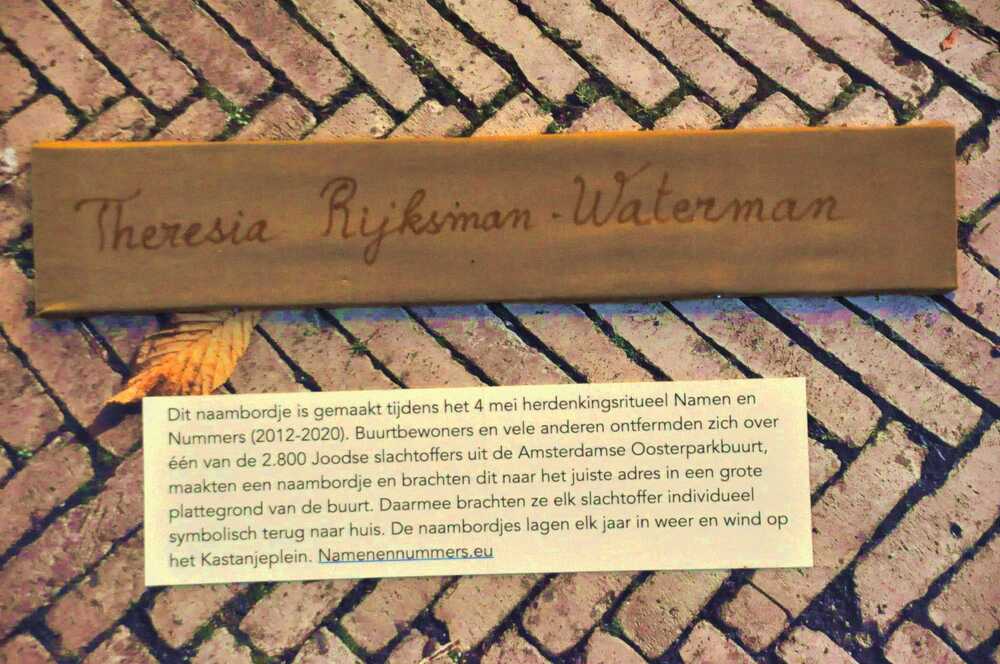 Theresia Rijksman-Waterman
Dit naambordje is gemaakt tijdens het 4 mei herdenkingsritueel Namen en
Nummers (2012-2020). Buurtbewoners en vele anderen ontfermden zich over
één van de 2.800 Joodse slachtoffers uit de Amsterdamse Oosterparkbuurt,
maakten een naambordje en brachten dit naar het juiste adres in een grote
plattegrond van de buurt. Daarmee brachten ze elk slachtoffer individueel
symbolisch terug naar huis. De naambordjes lagen elk jaar in weer en wind op
het Kastanjeplein. Namenennummers.eu